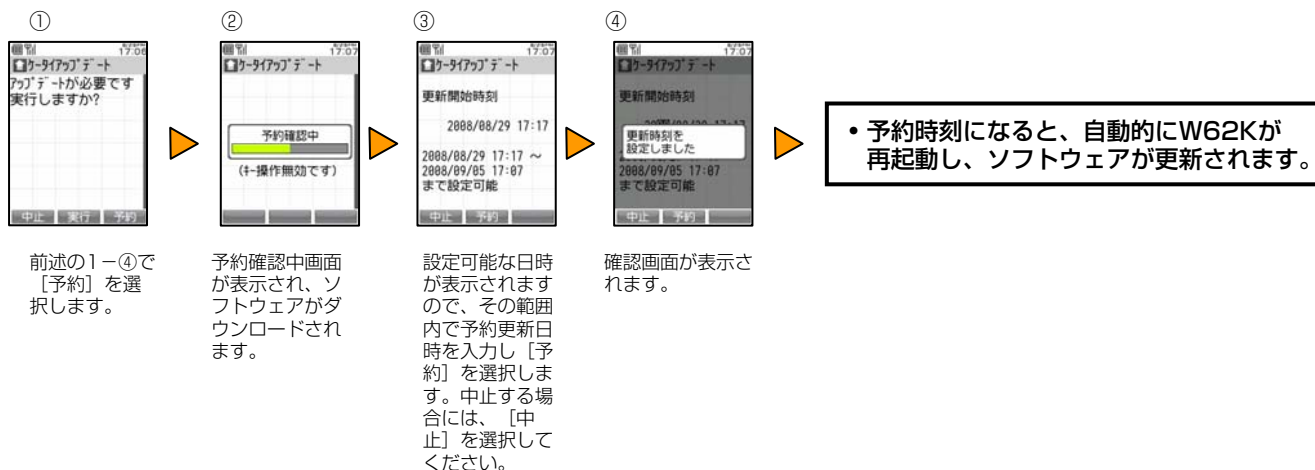 ①
17:06
ケータイアップデート
アップデートが必要です
実行しますか?
中止 実行 予約
前述の1-④で
[予約]を選
択します。
②
17:07
ケータイアップデート
予約確認中
(キー操作無効です)
予約確認中画面
が表示され、ソ
フトウェアがダ
ウンロードされ
ます。
③
17:07
ケータイアップデート
更新開始時刻
2008/08/29 17:17
2008/08/29 17:17 ~
2008/09/05 17:07
まで設定可能
中止 予約
設定可能な日時
が表示されます
ので、その範囲
内で予約更新日
時を入力し[予
約]を選択しま
す。中止する場
合には、[中
止]を選択して
ください。
④
17:07
ケータイアップデート
更新開始時刻
更新時刻を
設定しました
2008/09/05 17:07
まで設定可能
中止 予約
確認画面が表示さ
れます。
• 予約時刻になると、自動的にW62Kが
再起動し、ソフトウェアが更新されます。